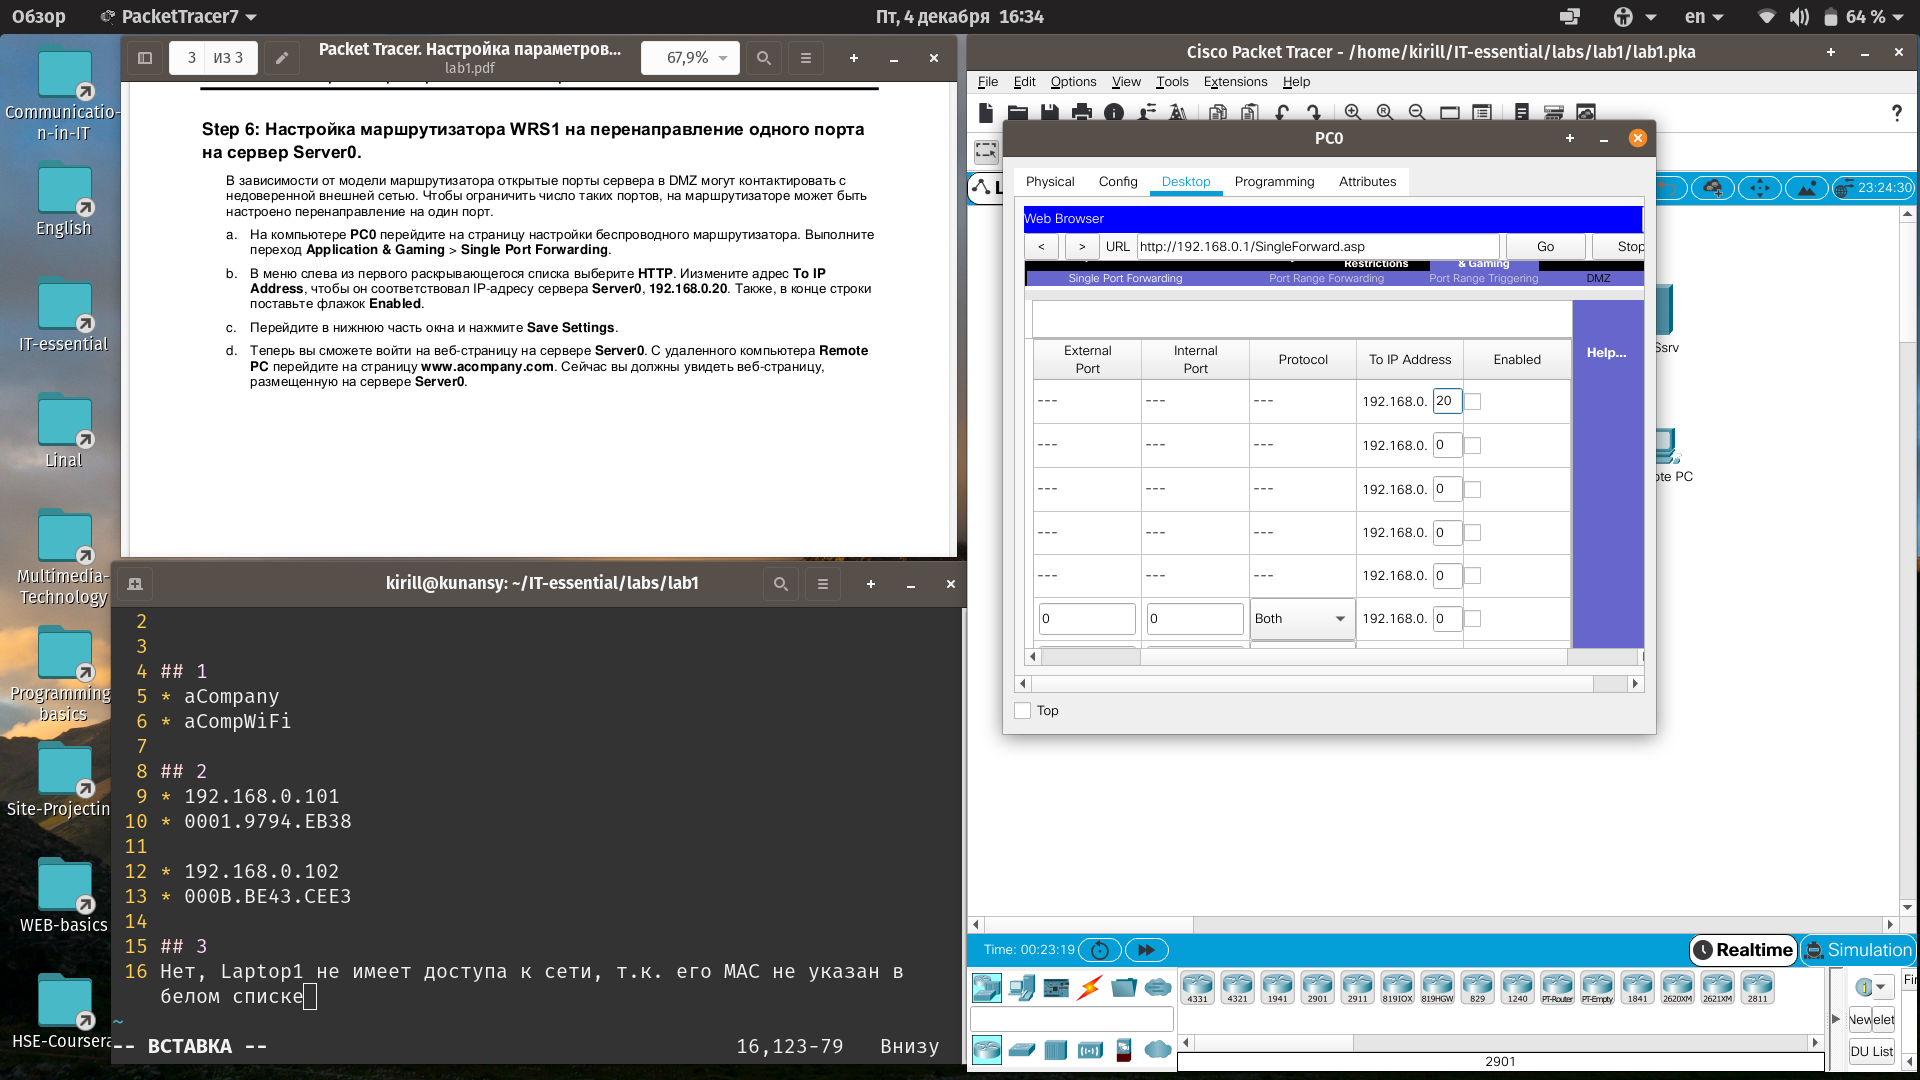 Обзор
PacketTracer7
Пт, 4 декабря 16:34
en
64 %
Communicatio-
n-in-IT
English
IT-essential
Linal
Multimedia-
Technology
Programming-
basics
Site-Projectin
WEB-basics
HSE-Coursera
3 из 3
Packet Tracer. Настройка параметров...
lab1.pdf
67,9%
Step 6: Настройка маршрутизатора WRS1 на перенаправление одного порта
на сервер Server0.
В зависимости от модели маршрутизатора открытые порты сервера в DMZ могут контактировать с
недоверенной внешней сетью. Чтобы ограничить число таких портов, на маршрутизаторе может быть
настроено перенаправление на один порт.
a. На компьютере PC0 перейдите на страницу настройки беспроводного маршрутизатора. Выполните
переход Application & Gaming > Single Port Forwarding.
b. В меню слева из первого раскрывающегося списка выберите HTTP. Иизмените адрес To IP
Address, чтобы он соответствовал IP-адресу сервера Server0, 192.168.0.20. Также, в конце строки
поставьте флажок Enabled.
c. Перейдите в нижнюю часть окна и нажмите Save Settings.
d. Теперь вы сможете войти на веб-страницу на сервере Server0. С удаленного компьютера Remote
PC перейдите на страницу www.acompany.com. Сейчас вы должны увидеть веб-страницу,
размещенную на сервере Server0.
kirill@kunansy: ~/IT-essential/labs/lab1
2
3
4 ## 1
5 * aCompany
6 * aCompWiFi
7
8 ## 2
9 * 192.168.0.101
10 * 0001.9794.EB38
11
12 * 192.168.0.102
13 * 000B.BE43.CEE3
14
15 ## 3
16 Нет, Laptop1 не имеет доступа к сети, т.к. его MAC не указан в
белом списке
~
-- ВСТАВКА -- 16,123-79 Внизу
Cisco Packet Tracer - /home/kirill/IT-essential/labs/lab1/lab1.pka
File Edit Options View Tools Extensions Help
?
L
23:24:30
PC0
Physical Config Desktop Programming Attributes
Web Browser
< > URL http://192.168.0.1/SingleForward.asp Go Stop
Restrictions & Gaming
Single Port Forwarding Port Range Forwarding Port Range Triggering DMZ
Help...
External Port Internal Port Protocol To IP Address Enabled
--- --- --- 192.168.0. 20
--- --- --- 192.168.0. 0
--- --- --- 192.168.0. 0
--- --- --- 192.168.0. 0
--- --- --- 192.168.0. 0
0 0 Both 192.168.0. 0
Top
Ssrv
ote PC
Time: 00:23:19
Realtime Simulation
4331 4321 1941 2901 2911 819IOX 819HGW 829 1240 PT-Router PT-Empty 1841 2620XM 2621XM 2811
Fir
New elet
DU List
2901